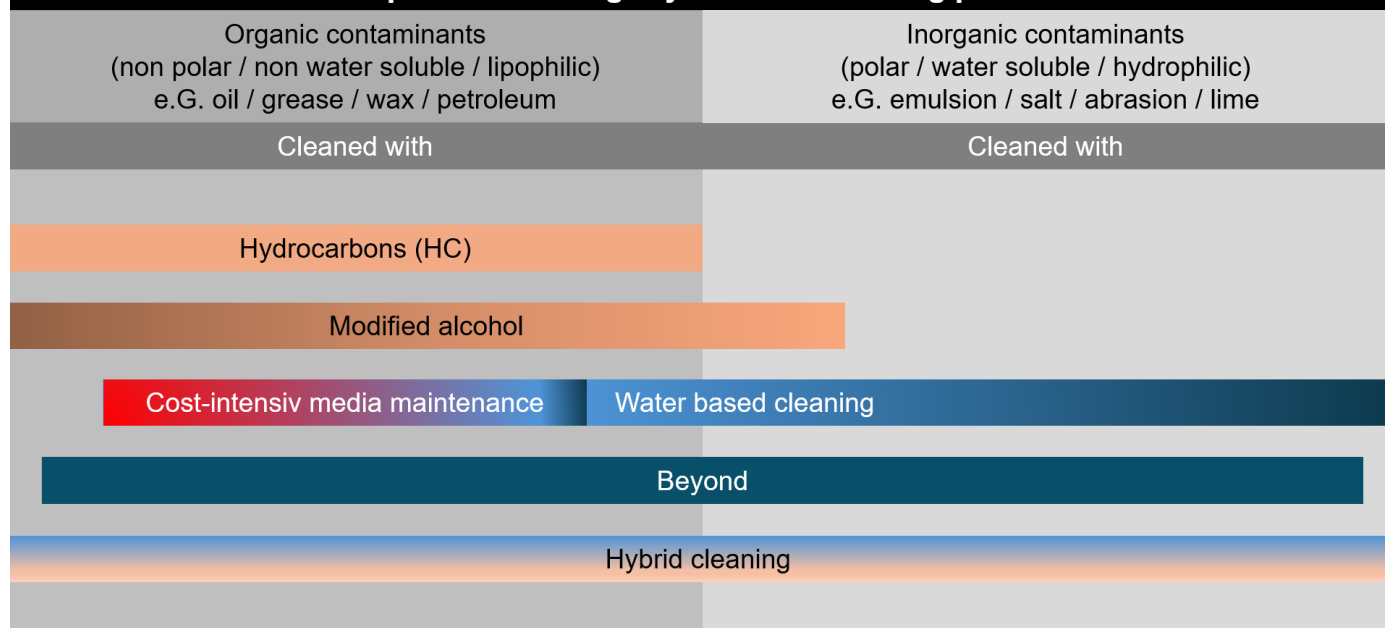 Organic contaminants
(non polar / non water soluble / lipophilic)
e.G. oil / grease / wax / petroleum
Inorganic contaminants
(polar / water soluble / hydrophilic)
e.G. emulsion / salt / abrasion / lime
Cleaned with
Cleaned with
Hydrocarbons (HC)
Modified alcohol
Cost-intensiv media maintenance
Water based cleaning
Beyond
Hybrid cleaning